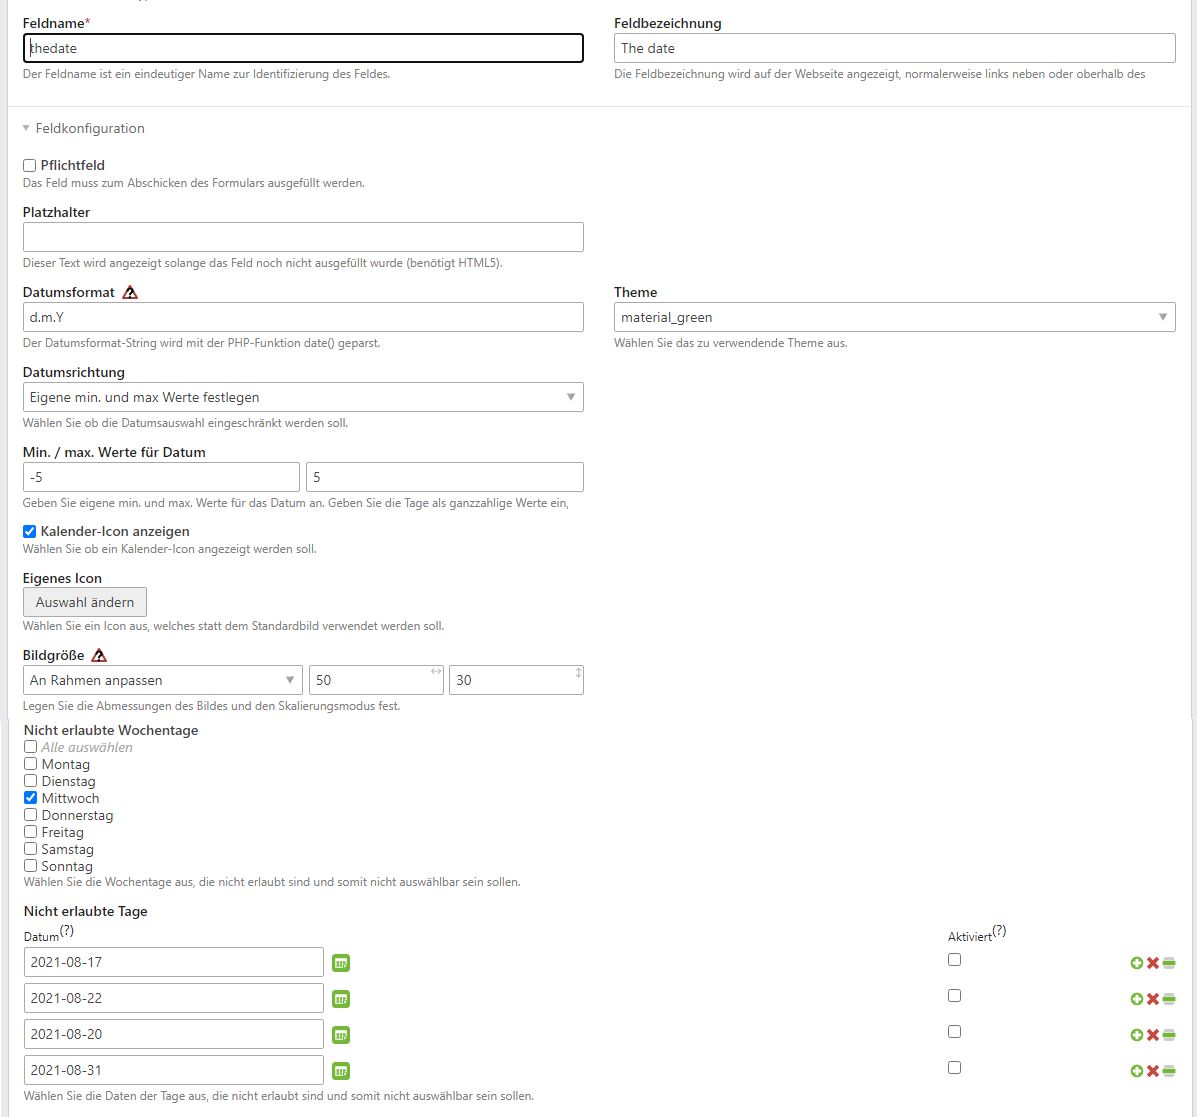 Feldname*
Feldbezeichnung
thedate
The date
Der Feldname ist ein eindeutiger Name zur Identifizierung des Feldes.
Die Feldbezeichnung wird auf der Webseite angezeigt, normalerweise links neben oder oberhalb des
Feldkonfiguration
Pflichtfeld
Das Feld muss zum Abschicken des Formulars ausgefüllt werden.
Platzhalter
Dieser Text wird angezeigt solange das Feld noch nicht ausgefüllt wurde (benötigt HTML5).
Datumsformat
Theme
d.m.Y
material_green
Der Datumsformat-String wird mit der PHP-Funktion date() geparst.
Wählen Sie das zu verwendende Theme aus.
Datumsrichtung
Eigene min. und max Werte festlegen
Wählen Sie ob die Datumsauswahl eingeschränkt werden soll.
Min. / max. Werte für Datum
-5
5
Geben Sie eigene min. und max. Werte für das Datum an. Geben Sie die Tage als ganzzahlige Werte ein,
Kalender-Icon anzeigen
Wählen Sie ob ein Kalender-Icon angezeigt werden soll.
Eigenes Icon
Auswahl ändern
Wählen Sie ein Icon aus, welches statt dem Standardbild verwendet werden soll.
Bildgröße
An Rahmen anpassen
50
30
Legen Sie die Abmessungen des Bildes und den Skalierungsmodus fest.
Nicht erlaubte Wochentage
Alle auswählen
Montag
Dienstag
Mittwoch
Donnerstag
Freitag
Samstag
Sonntag
Wählen Sie die Wochentage aus, die nicht erlaubt sind und somit nicht auswählbar sein sollen.
Nicht erlaubte Tage
Datum(?)
Aktiviert(?)
2021-08-17
2021-08-22
2021-08-20
2021-08-31
Wählen Sie die Daten der Tage aus, die nicht erlaubt sind und somit nicht auswählbar sein sollen.